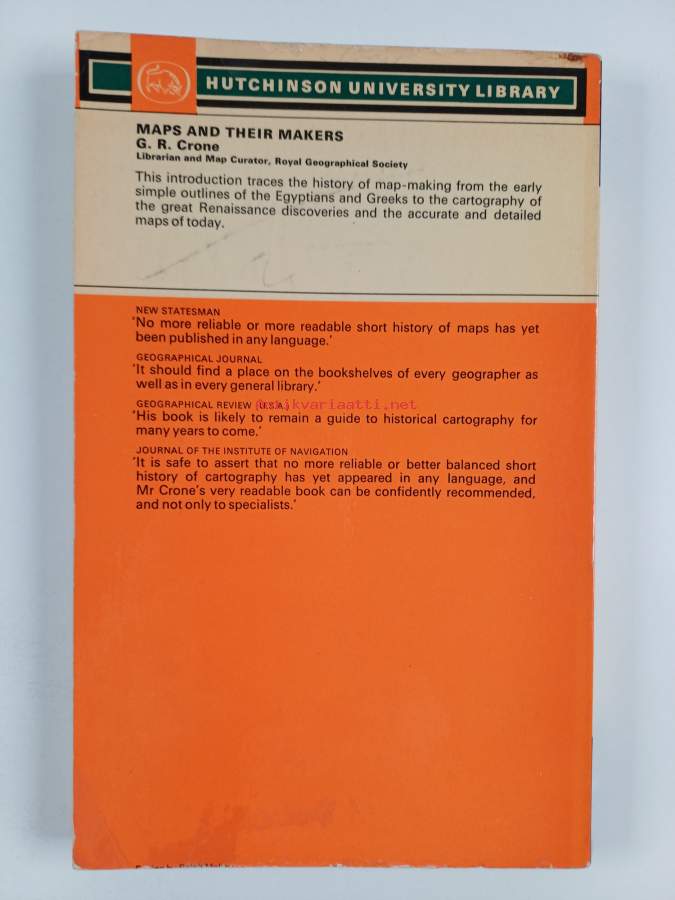 HUTCHINSON UNIVERSITY LIBRARY
MAPS AND THEIR MAKERS
G. R. Crone
Librarian and Map Curator, Royal Geographical Society
This introduction traces the history of map-making from the early
simple outlines of the Egyptians and Greeks to the cartography of
the great Renaissance discoveries and the accurate and detailed
maps of today.
NEW STATESMAN
'No more reliable or more readable short history of maps has yet
been published in any language.'
GEOGRAPHICAL JOURNAL
'It should find a place on the bookshelves of every geographer as
well as in every general library.'
GEOGRAPHICAL REVIEW (U.S.A.)
antikvariaatti.net
'His book is likely to remain a guide to historical cartography for
many years to come.'
JOURNAL OF THE INSTITUTE OF NAVIGATION
'It is safe to assert that no more reliable or better balanced short
history of cartography has yet appeared in any language, and
Mr Crone's very readable book can be confidently recommended,
and not only to specialists.'